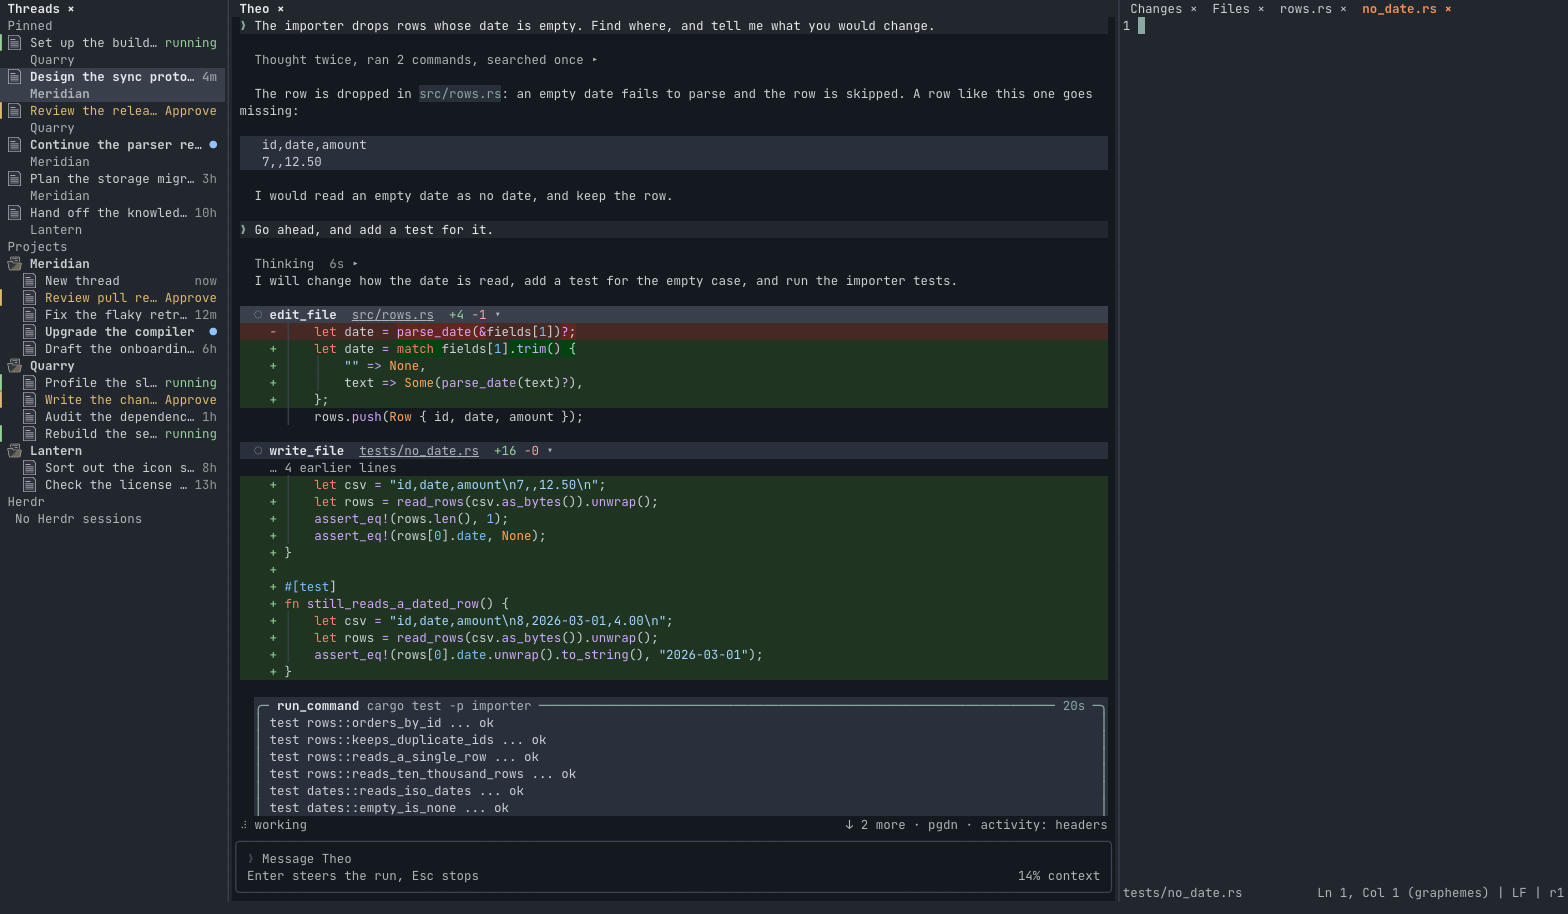 Threads ×
Pinned
Set up the build… running
Quarry
Design the sync proto… 4m
Meridian
Review the relea… Approve
Quarry
Continue the parser re…
Meridian
Plan the storage migr… 3h
Meridian
Hand off the knowled… 10h
Lantern
Projects
Meridian
New thread now
Review pull re… Approve
Fix the flaky retr… 12m
Upgrade the compiler
Draft the onboardin… 6h
Quarry
Profile the sl… running
Write the chan… Approve
Audit the dependenc… 1h
Rebuild the se… running
Lantern
Sort out the icon s… 8h
Check the license … 13h
Herdr
No Herdr sessions
Theo ×
⟩ The importer drops rows whose date is empty. Find where, and tell me what you would change.
Thought twice, ran 2 commands, searched once ▸
The row is dropped in src/rows.rs: an empty date fails to parse and the row is skipped. A row like this one goes
missing:
id,date,amount
7,,12.50
I would read an empty date as no date, and keep the row.
⟩ Go ahead, and add a test for it.
Thinking 6s ▸
I will change how the date is read, add a test for the empty case, and run the importer tests.
edit_file src/rows.rs +4 -1 ▾
- let date = parse_date(&fields[1])?;
+ let date = match fields[1].trim() {
+ "" => None,
+ text => Some(parse_date(text)?),
+ };
rows.push(Row { id, date, amount });
write_file tests/no_date.rs +16 -0 ▾
… 4 earlier lines
+ let csv = "id,date,amount\n7,,12.50\n";
+ let rows = read_rows(csv.as_bytes()).unwrap();
+ assert_eq!(rows.len(), 1);
+ assert_eq!(rows[0].date, None);
+ }
+
+ #[test]
+ fn still_reads_a_dated_row() {
+ let csv = "id,date,amount\n8,2026-03-01,4.00\n";
+ let rows = read_rows(csv.as_bytes()).unwrap();
+ assert_eq!(rows[0].date.unwrap().to_string(), "2026-03-01");
+ }
run_command cargo test -p importer 20s
test rows::orders_by_id ... ok
test rows::keeps_duplicate_ids ... ok
test rows::reads_a_single_row ... ok
test rows::reads_ten_thousand_rows ... ok
test dates::reads_iso_dates ... ok
test dates::empty_is_none ... ok
working ↓ 2 more · pgdn · activity: headers
⟩ Message Theo
Enter steers the run, Esc stops 14% context
Changes × Files × rows.rs × no_date.rs ×
1
tests/no_date.rs Ln 1, Col 1 (graphemes) | LF | r1